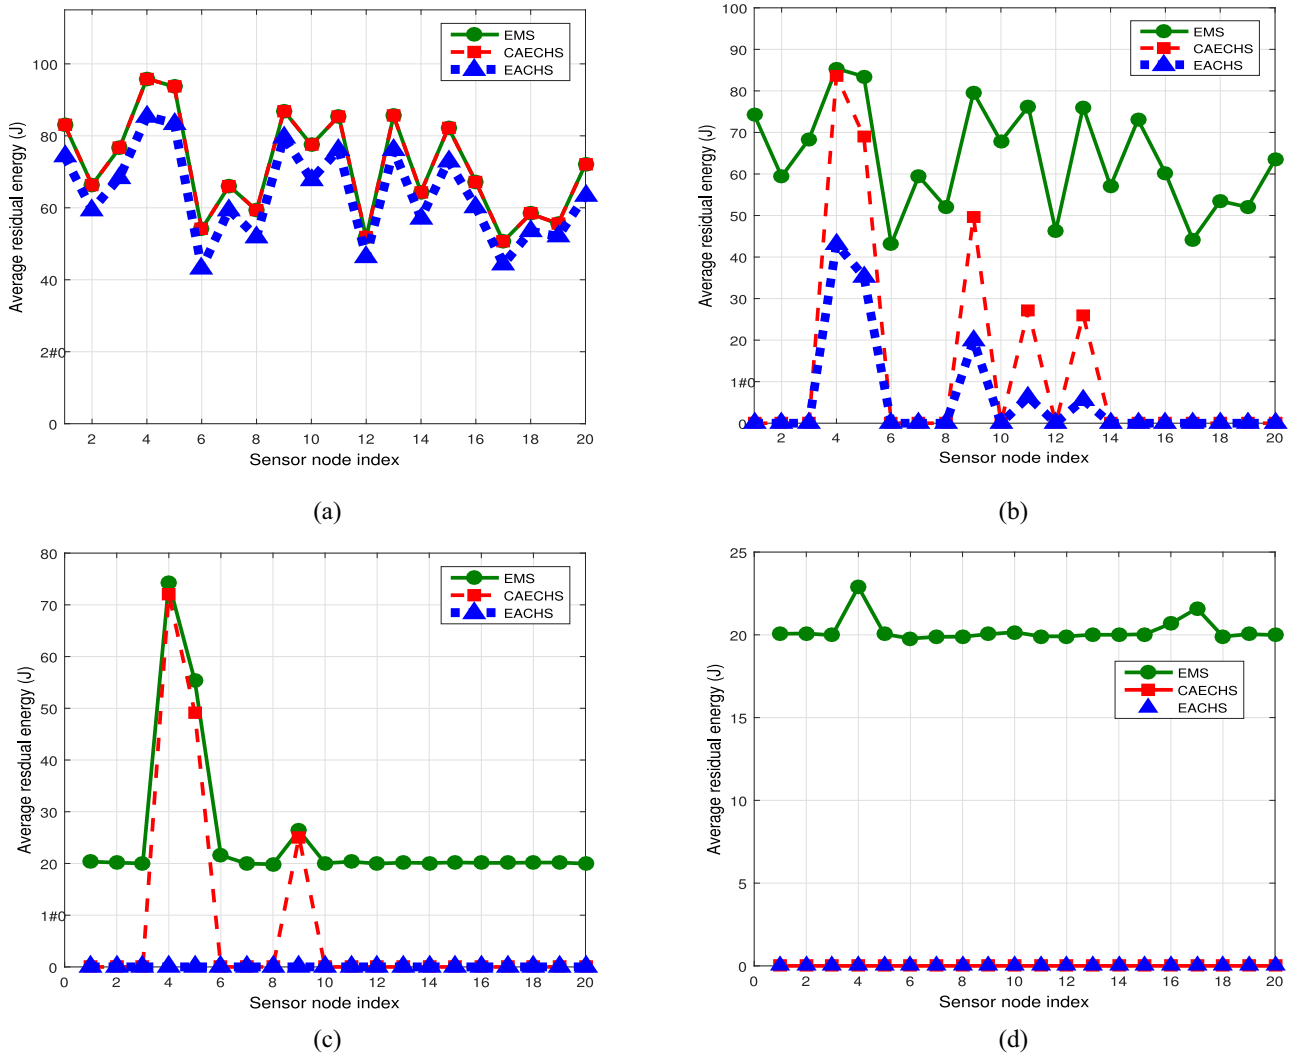 (a)
Average residual energy (J)
100
80
60
40
2#0
0
2 4 6 8 10 12 14 16 18 20
Sensor node index
EMS
CAECHS
EACHS
(b)
Average residual energy (J)
100
90
80
70
60
50
40
30
20
1#0
0
2 4 6 8 10 12 14 16 18 20
Sensor node index
EMS
CAECHS
EACHS
(a)
(b)
Average resdual energy (J)
80
70
60
50
40
30
20
1#0
0
0 2 4 6 8 10 12 14 16 18 20
Sensor node index
EMS
CAECHS
EACHS
Average residual energy (J)
25
20
15
10
5
0
0 2 4 6 8 10 12 14 16 18 20
Sensor node index
EMS
CAECHS
EACHS
(c)
(d)